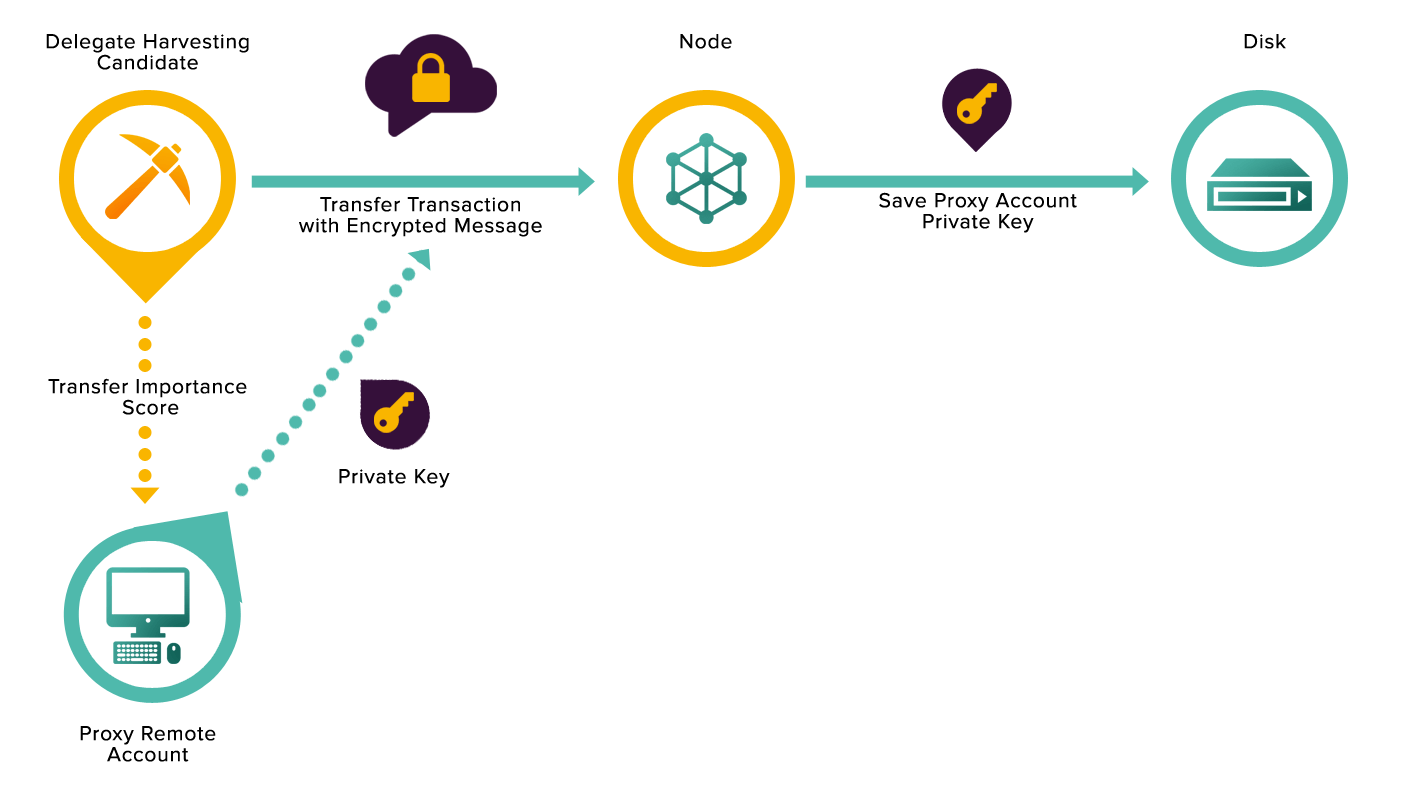 Delegate Harvesting
Candidate
Node
Disk
Transfer Transaction
with Encrypted Message
Save Proxy Account
Private Key
Transfer Importance
Score
Private Key
Proxy Remote
Account